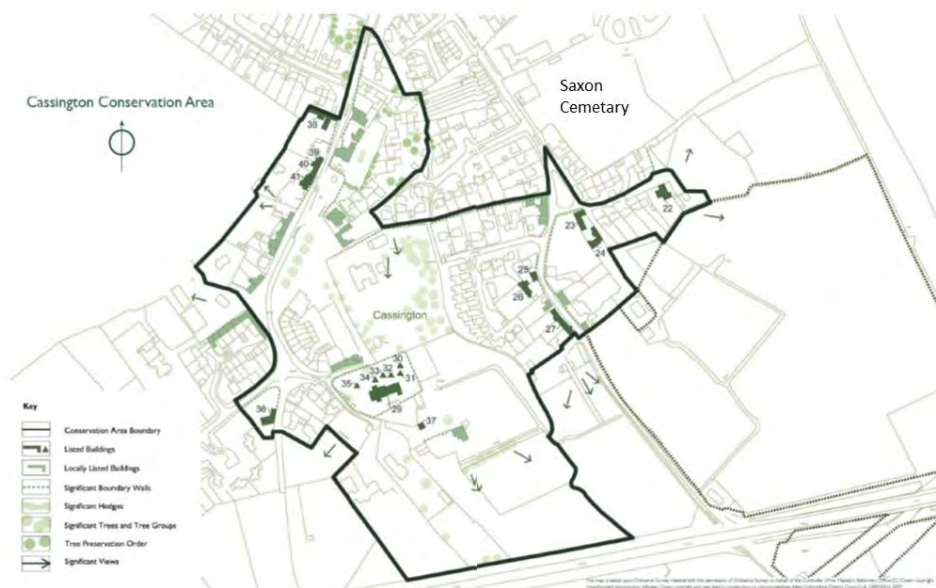 Cassington Conservation Area
Saxon
Cemetary
38
39
40
41
22
23
24
25
26
27
Cassington
30
33 32
34
35
31
29
36
37
Key
Conservation Area Boundary
Listed Buildings
Locally Listed Buildings
Significant Boundary Walls
Significant Hedges
Significant Trees and Tree Groups
Tree Preservation Order
Significant Views